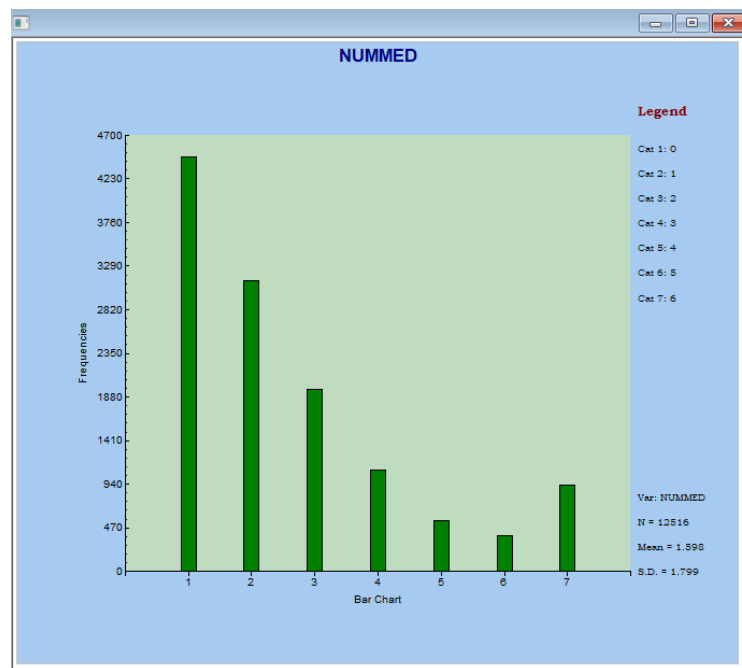 NUMMED
Legend
Cat 1: 0
Cat 2: 1
Cat 3: 2
Cat 4: 3
Cat 5: 4
Cat 6: 5
Cat 7: 6
4700
4230
3760
3290
2820
2350
1880
1410
940
470
0
Frequencies
1 2 3 4 5 6 7
Bar Chart
Var: NUMMED
N = 12516
Mean = 1.598
S.D. = 1.799